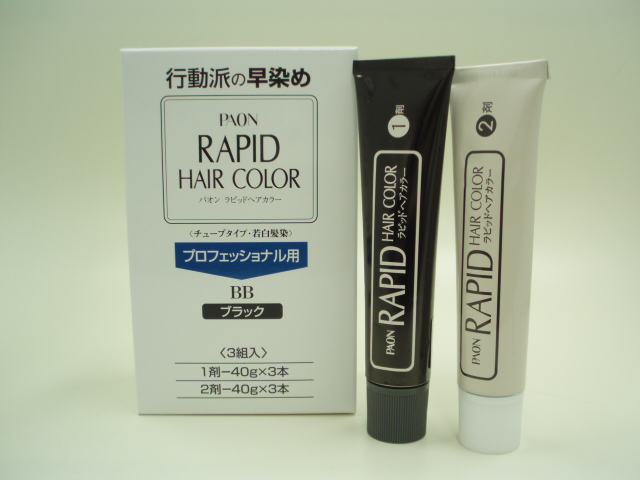 行動派の早染め
PAON
RAPID
HAIR COLOR
パオン ラピッドヘアカラー
〈チューブタイプ・若白髪染〉
プロフェッショナル用
BB
ブラック
〈3組入〉
1剤−40g×3本
2剤−40g×3本
1剤
PAON RAPID HAIR COLOR
ラピッドヘアカラー
2剤
PAON RAPID HAIR COLOR
ラピッドヘアカラー